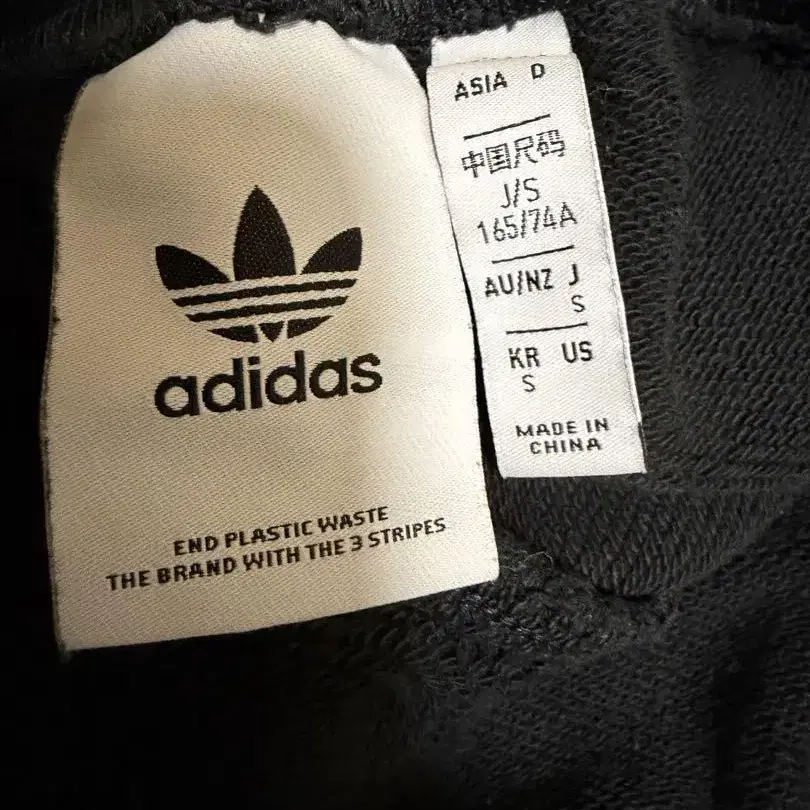 adidas
END PLASTIC WASTE
THE BRAND WITH THE 3 STRIPES
ASIA D
中国尺码
J/S
165/74A
AU/NZ J
S
KR US
S
MADE IN
CHINA